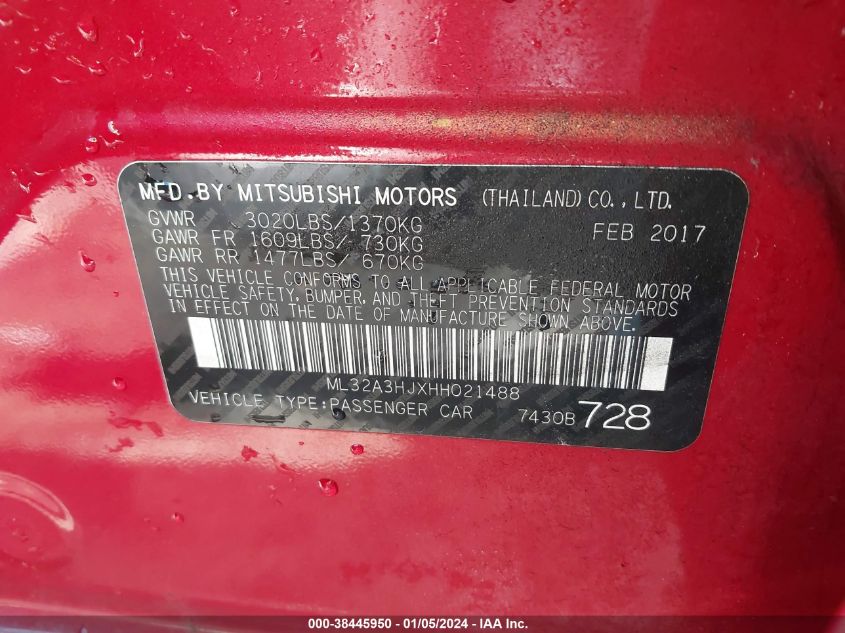 MFD.BY MITSUBISHI MOTORS (THAILAND) CO.,LTD.
GVWR 3020LBS/1370KG FEB 2017
GAWR FR 1609LBS/ 730KG
GAWR RR 1477LBS/ 670KG
THIS VEHICLE CONFORMS TO ALL APPLICABLE FEDERAL MOTOR
VEHICLE SAFETY, BUMPER, AND THEFT PREVENTION STANDARDS
IN EFFECT ON THE DATE OF MANUFACTURE SHOWN ABOVE.
ML32A3HJXHH021488
VEHICLE TYPE:PASSENGER CAR 7430B 728
000-38445950 - 01/05/2024 - IAA Inc.